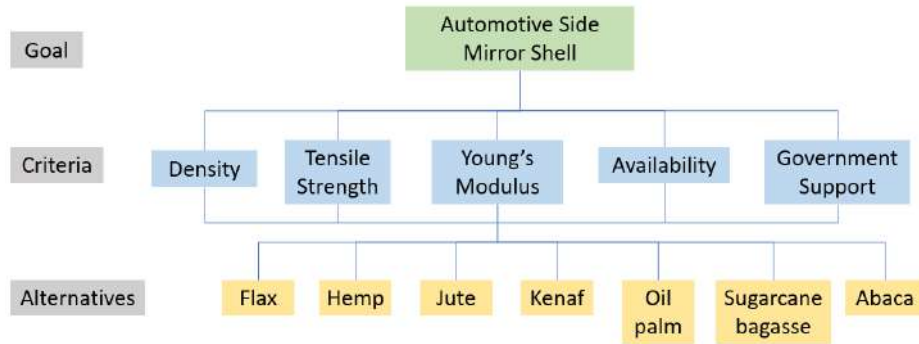 Goal
Automotive Side
Mirror Shell
Criteria
Density
Tensile
Strength
Young's
Modulus
Availability
Government
Support
Alternatives
Flax
Hemp
Jute
Kenaf
Oil
palm
Sugarcane
bagasse
Abaca